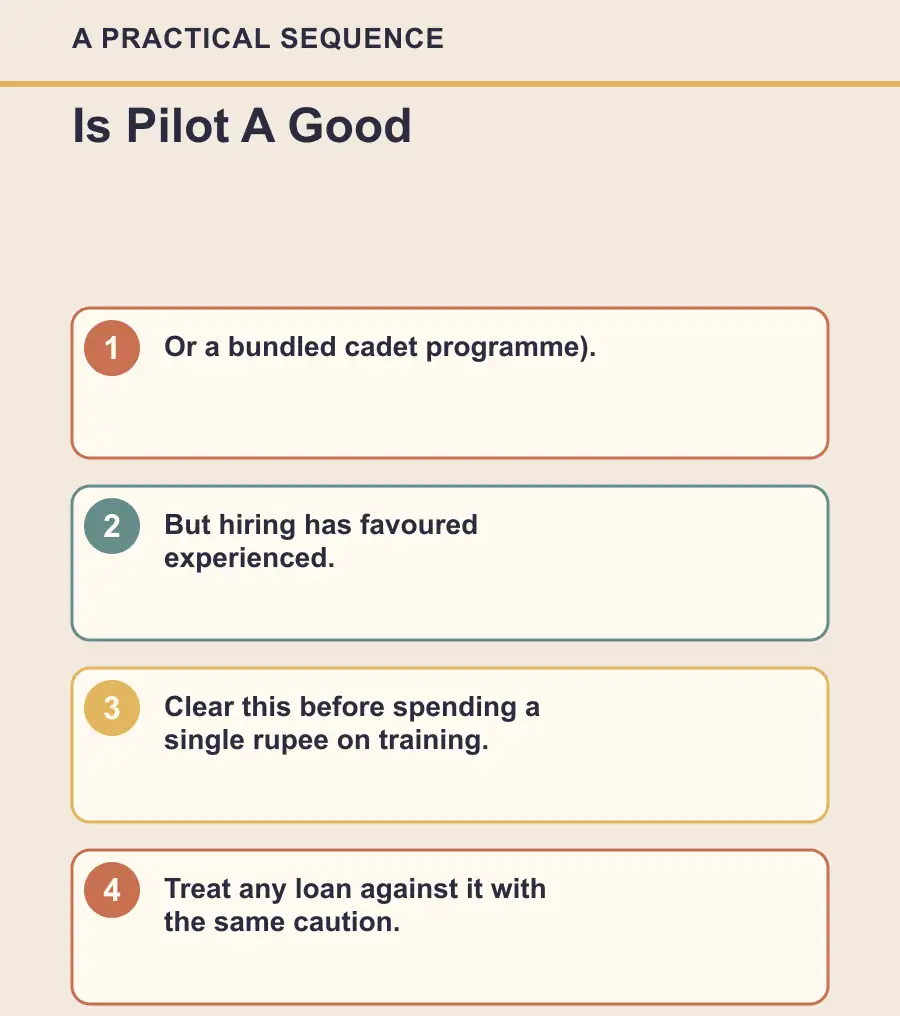 A PRACTICAL SEQUENCE
Is Pilot A Good
1
Or a bundled cadet programme).
2
But hiring has favoured
experienced.
3
Clear this before spending a
single rupee on training.
4
Treat any loan against it with
the same caution.